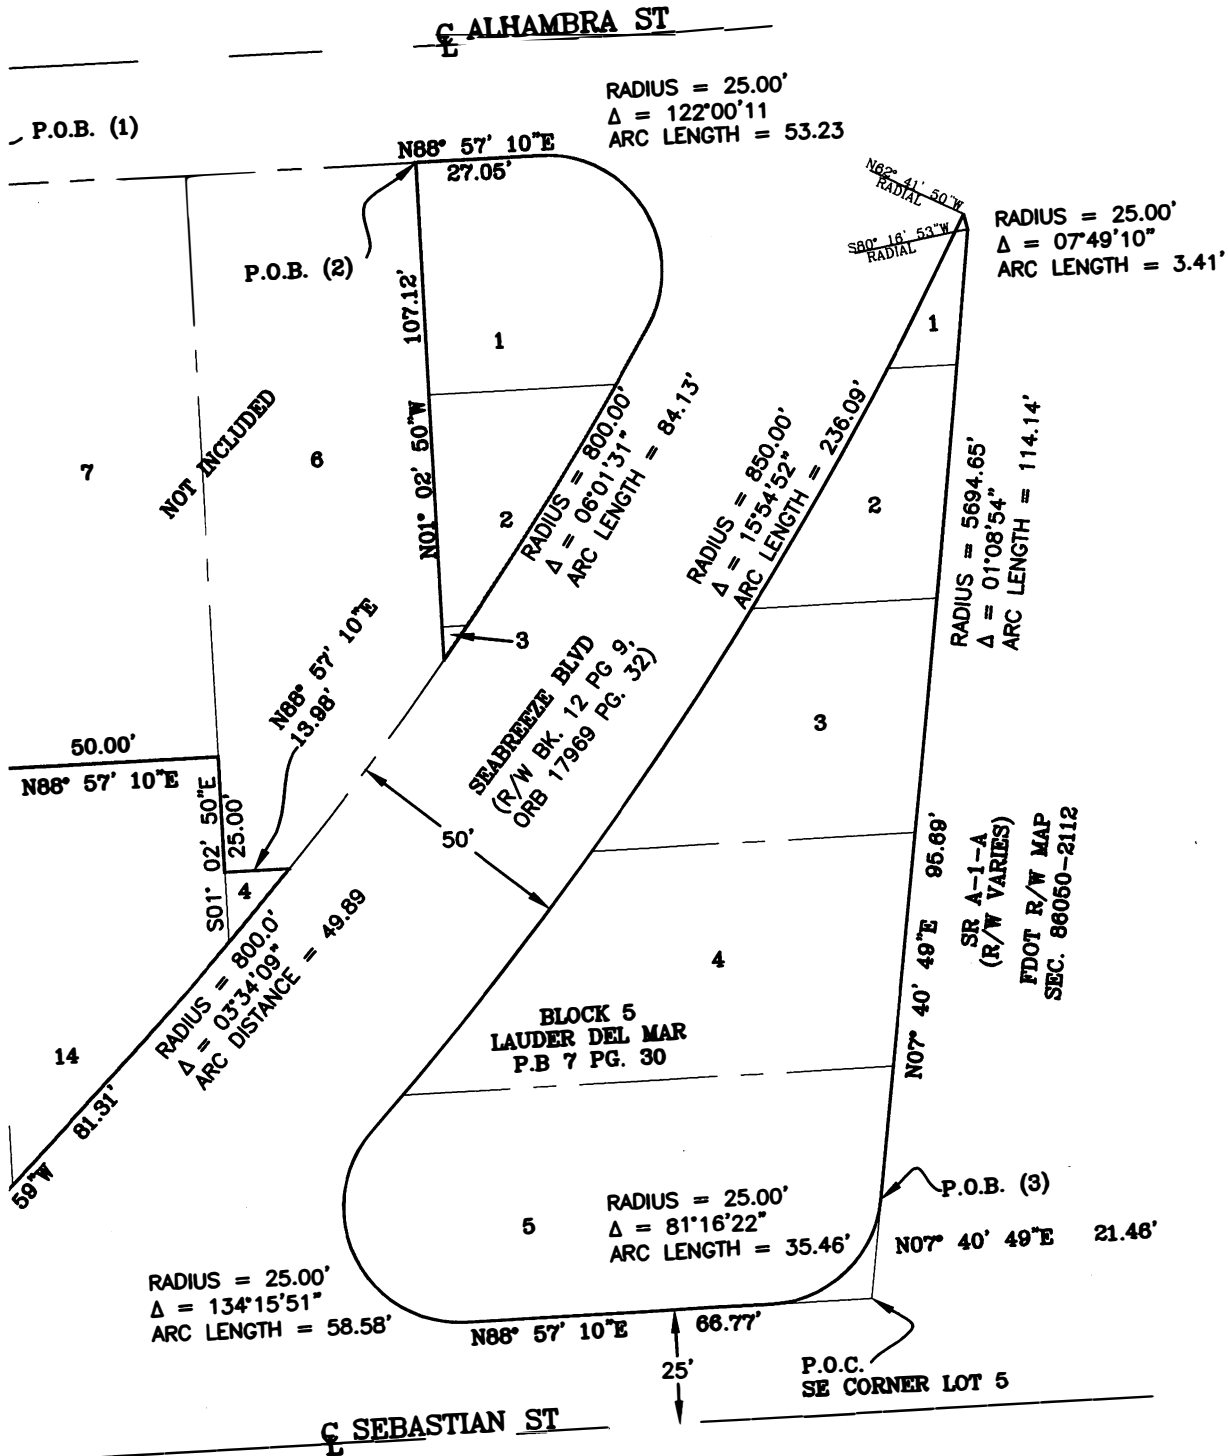 ℄ ALHAMBRA ST
RADIUS = 25.00'
Δ = 122°00'11
ARC LENGTH = 53.23
P.O.B. (1)
N88° 57' 10"E
27.05'
N62° 41' 50"W
RADIAL
S80° 16' 53"W
RADIAL
RADIUS = 25.00'
Δ = 07°49'10"
ARC LENGTH = 3.41'
P.O.B. (2)
107.12'
N01° 02' 50"W
1
1
RADIUS = 800.00'
Δ = 06°01'31"
ARC LENGTH = 84.13'
RADIUS = 850.00'
Δ = 15°54'52"
ARC LENGTH = 236.09'
RADIUS = 5694.65'
Δ = 01°08'54"
ARC LENGTH = 114.14'
7
NOT INCLUDED
6
2
2
3
N88° 57' 10"E
13.98'
SEABREEZE BLVD
(R/W BK. 12 PG 9,
ORB 17969 PG. 32)
3
50.00'
N88° 57' 10"E
S01° 02' 50"E
25.00'
50'
4
N07° 40' 49"E 95.69'
SR A-1-A
(R/W VARIES)
FDOT R/W MAP
SEC. 86050-2112
RADIUS = 800.0'
Δ = 03°34'09"
ARC DISTANCE = 49.89
4
BLOCK 5
LAUDER DEL MAR
P.B 7 PG. 30
14
81.31'
59"W
P.O.B. (3)
5
RADIUS = 25.00'
Δ = 81°16'22"
ARC LENGTH = 35.46'
N07° 40' 49"E 21.46'
RADIUS = 25.00'
Δ = 134°15'51"
ARC LENGTH = 58.58'
N88° 57' 10"E 66.77'
25'
P.O.C.
SE CORNER LOT 5
℄ SEBASTIAN ST